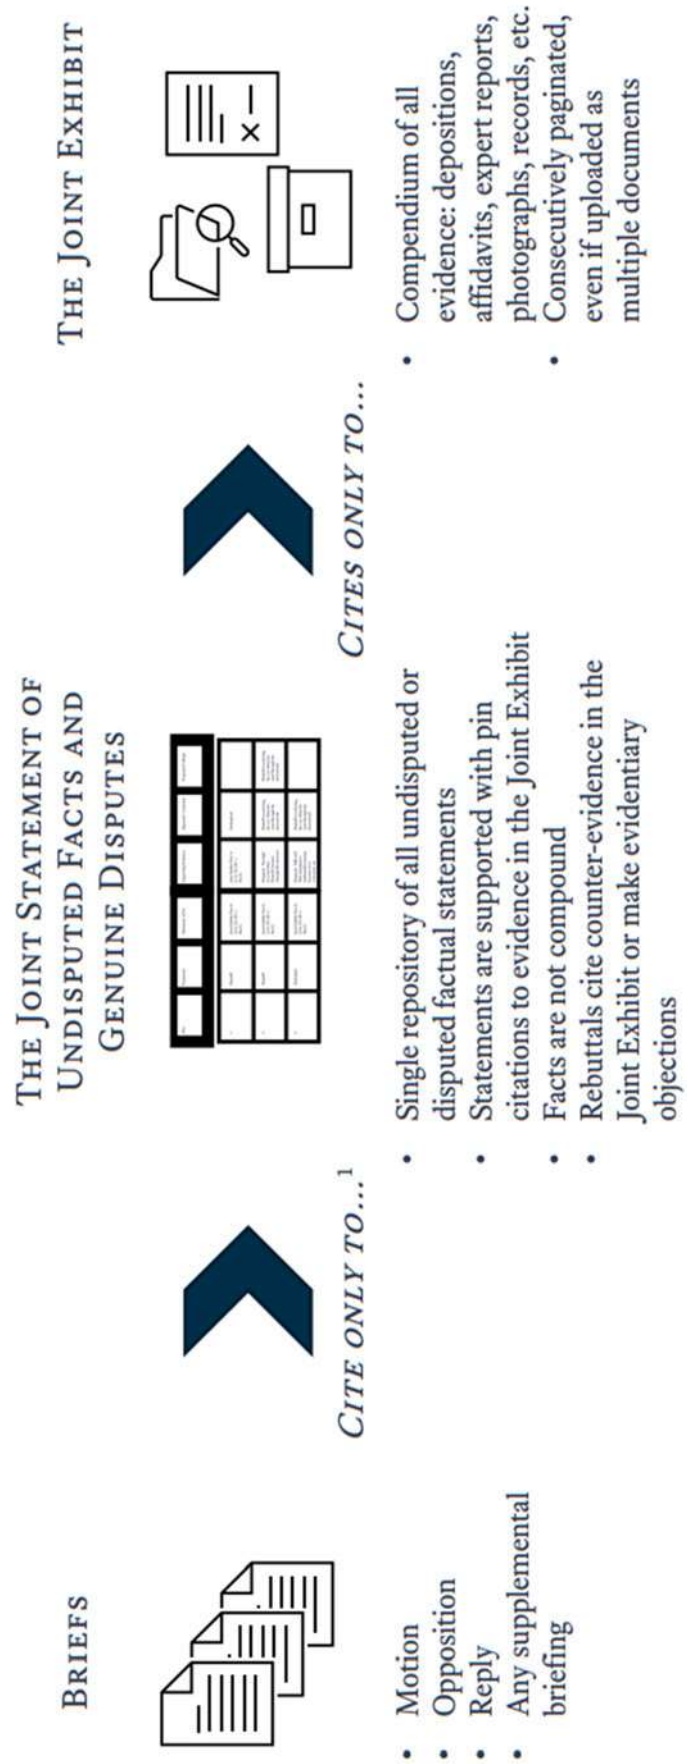 BRIEFS
CITE ONLY TO...1
• Motion
• Opposition
• Reply
• Any supplemental
briefing
THE JOINT STATEMENT OF
UNDISPUTED FACTS AND
GENUINE DISPUTES
CITES ONLY TO...
• Single repository of all undisputed or
disputed factual statements
• Statements are supported with pin
citations to evidence in the Joint Exhibit
• Facts are not compound
• Rebuttals cite counter-evidence in the
Joint Exhibit or make evidentiary
objections
THE JOINT EXHIBIT
• Compendium of all
evidence: depositions,
affidavits, expert reports,
photographs, records, etc.
• Consecutively paginated,
even if uploaded as
multiple documents